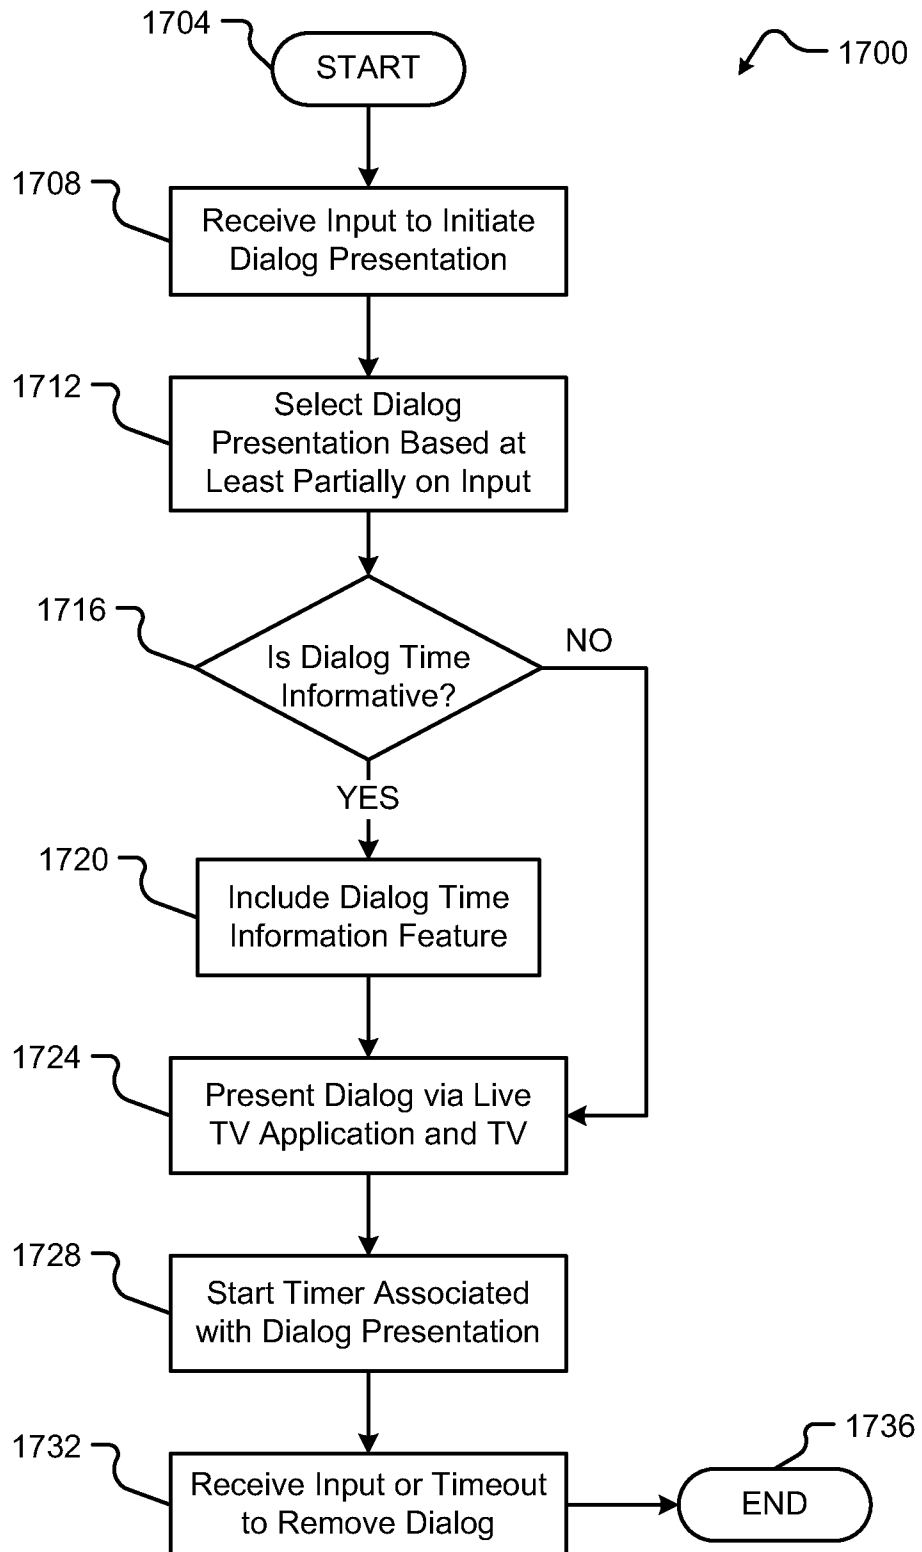 1704
START
1700
1708
Receive Input to Initiate
Dialog Presentation
1712
Select Dialog
Presentation Based at
Least Partially on Input
1716
Is Dialog Time
Informative?
NO
YES
1720
Include Dialog Time
Information Feature
1724
Present Dialog via Live
TV Application and TV
1728
Start Timer Associated
with Dialog Presentation
1732
Receive Input or Timeout
to Remove Dialog
1736
END